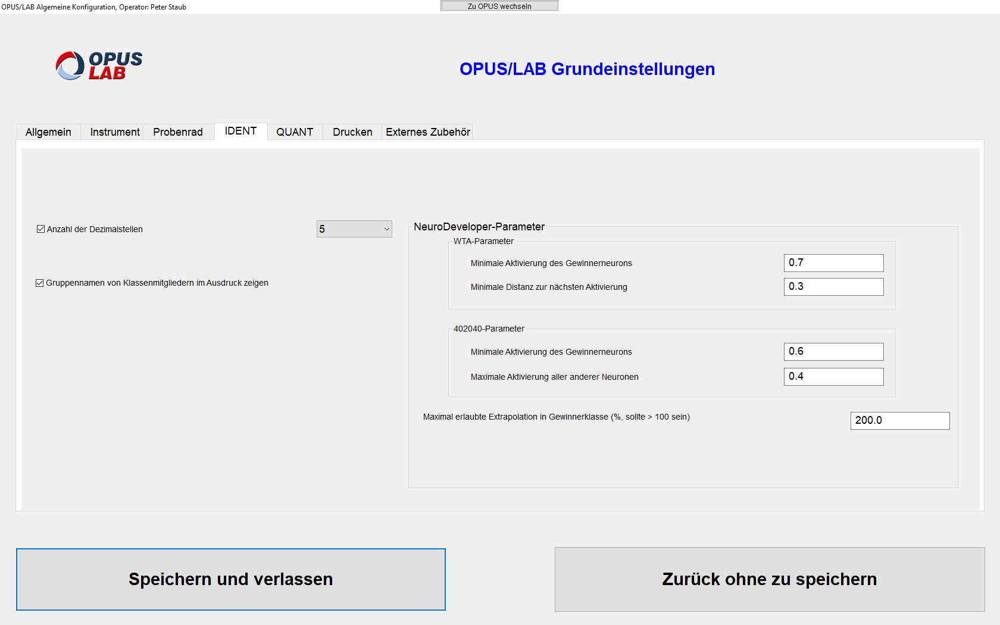 OPUS/LAB Algemeine Konfiguration, Operator: Peter Staub
Zu OPUS wechseln
OPUS
LAB
OPUS/LAB Grundeinstellungen
Allgemein Instrument Probenrad IDENT QUANT Drucken Externes Zubehör
Anzahl der Dezimalstellen 5
Gruppennamen von Klassenmitgliedern im Ausdruck zeigen
NeuroDeveloper-Parameter
WTA-Parameter
Minimale Aktivierung des Gewinnerneurons 0.7
Minimale Distanz zur nächsten Aktivierung 0.3
402040-Parameter
Minimale Aktivierung des Gewinnerneurons 0.6
Maximale Aktivierung aller anderer Neuronen 0.4
Maximal erlaubte Extrapolation in Gewinnerklasse (%, sollte > 100 sein) 200.0
Speichern und verlassen Zurück ohne zu speichern